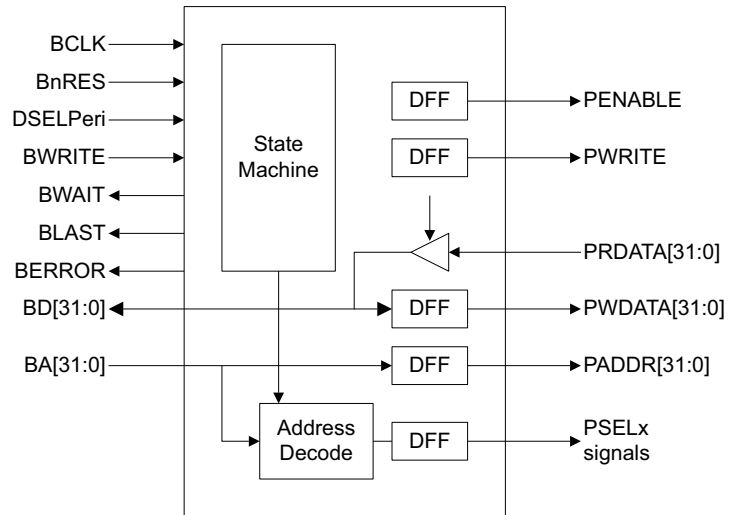 BCLK
BnRES
DSELPeri
BWRITE
BWAIT
BLAST
BERROR
BD[31:0]
BA[31:0]
State
Machine
Address
Decode
DFF
DFF
DFF
DFF
DFF
PENABLE
PWRITE
PRDATA[31:0]
PWDATA[31:0]
PADDR[31:0]
PSELx
signals